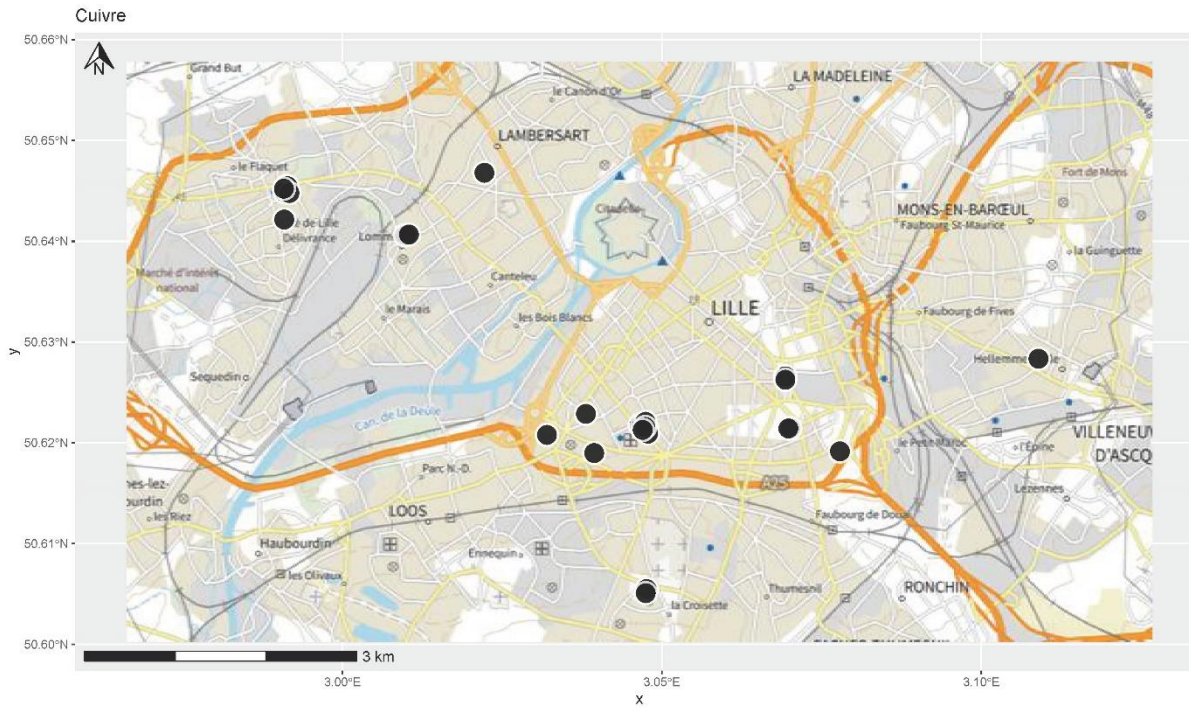 Cuivre
50.66°N
Grand But
N
le Canon d'Or
LA MADELEINE
50.65°N
LAMBERSART
le Flaquet
Fort de Mons
Citadelle
MONS-EN-BARŒUL
Faubourg St-Maurice
Délivrance
50.64°N
la Guinguette
Marché d'intérêt
national
Canteleu
le Marais
les Bois Blancs
LILLE
Faubourg de Fives
50.63°N
y
Sequedin
Can. de la Deûle
50.62°N
le Petit Maroc
l'Épine
D'ASCQ
Parc N.-D.
A25
Lezennes
LOOS
Faubourg de Douai
les Riez
50.61°N
Haubourdin
Ennequin
les Olivaux
Thumesnil
RONCHIN
la Croisette
50.60°N
3 km
3.00°E
3.05°E
3.10°E
x